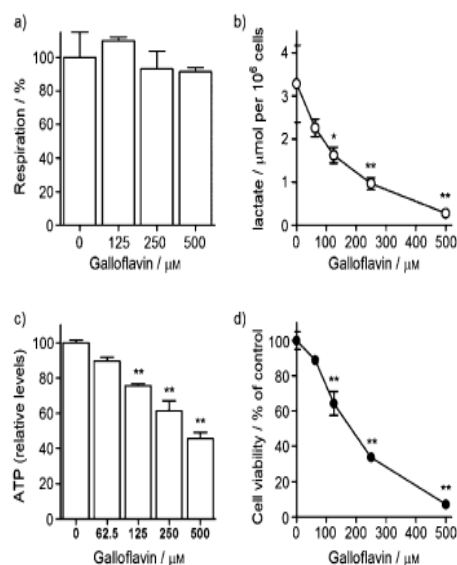 a)
Respiration / %
100
80
60
40
20
0
0 125 250 500
Galloflavin / μM
b)
lactate / μmol per 10⁶ cells
4
3
2
1
0
*
**
**
0 100 200 300 400 500
Galloflavin / μM
c)
ATP (relative levels)
100
80
60
40
20
0
**
**
**
0 62.5 125 250 500
Galloflavin / μM
d)
Cell viability / % of control
100
80
60
40
20
0
**
**
**
0 100 200 300 400 500
Galloflavin / μM